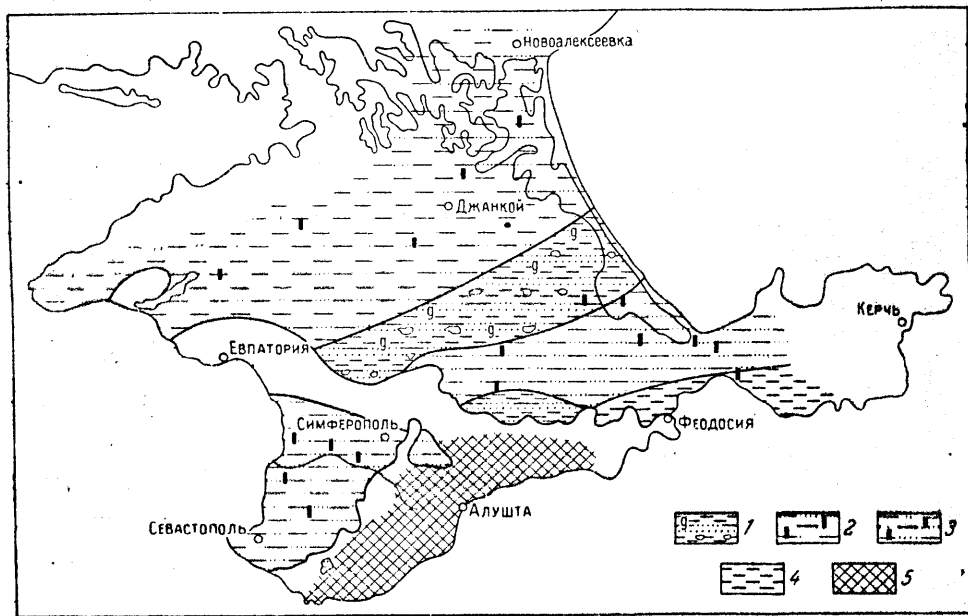 Новоалексеевка
Джанкой
g
g
Керчь
g
g
Евпатория
g
Симферополь
Феодосия
Севастополь
Алушта
g 1 2 3
4 5